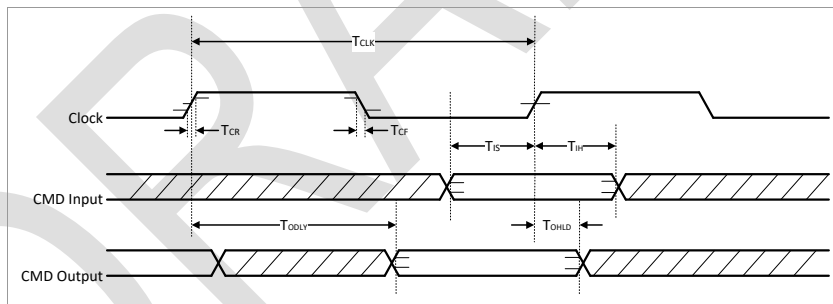 TCLK
Clock
TCR
TCF
TIS
TIH
CMD Input
TODLY
TOHLD
CMD Output